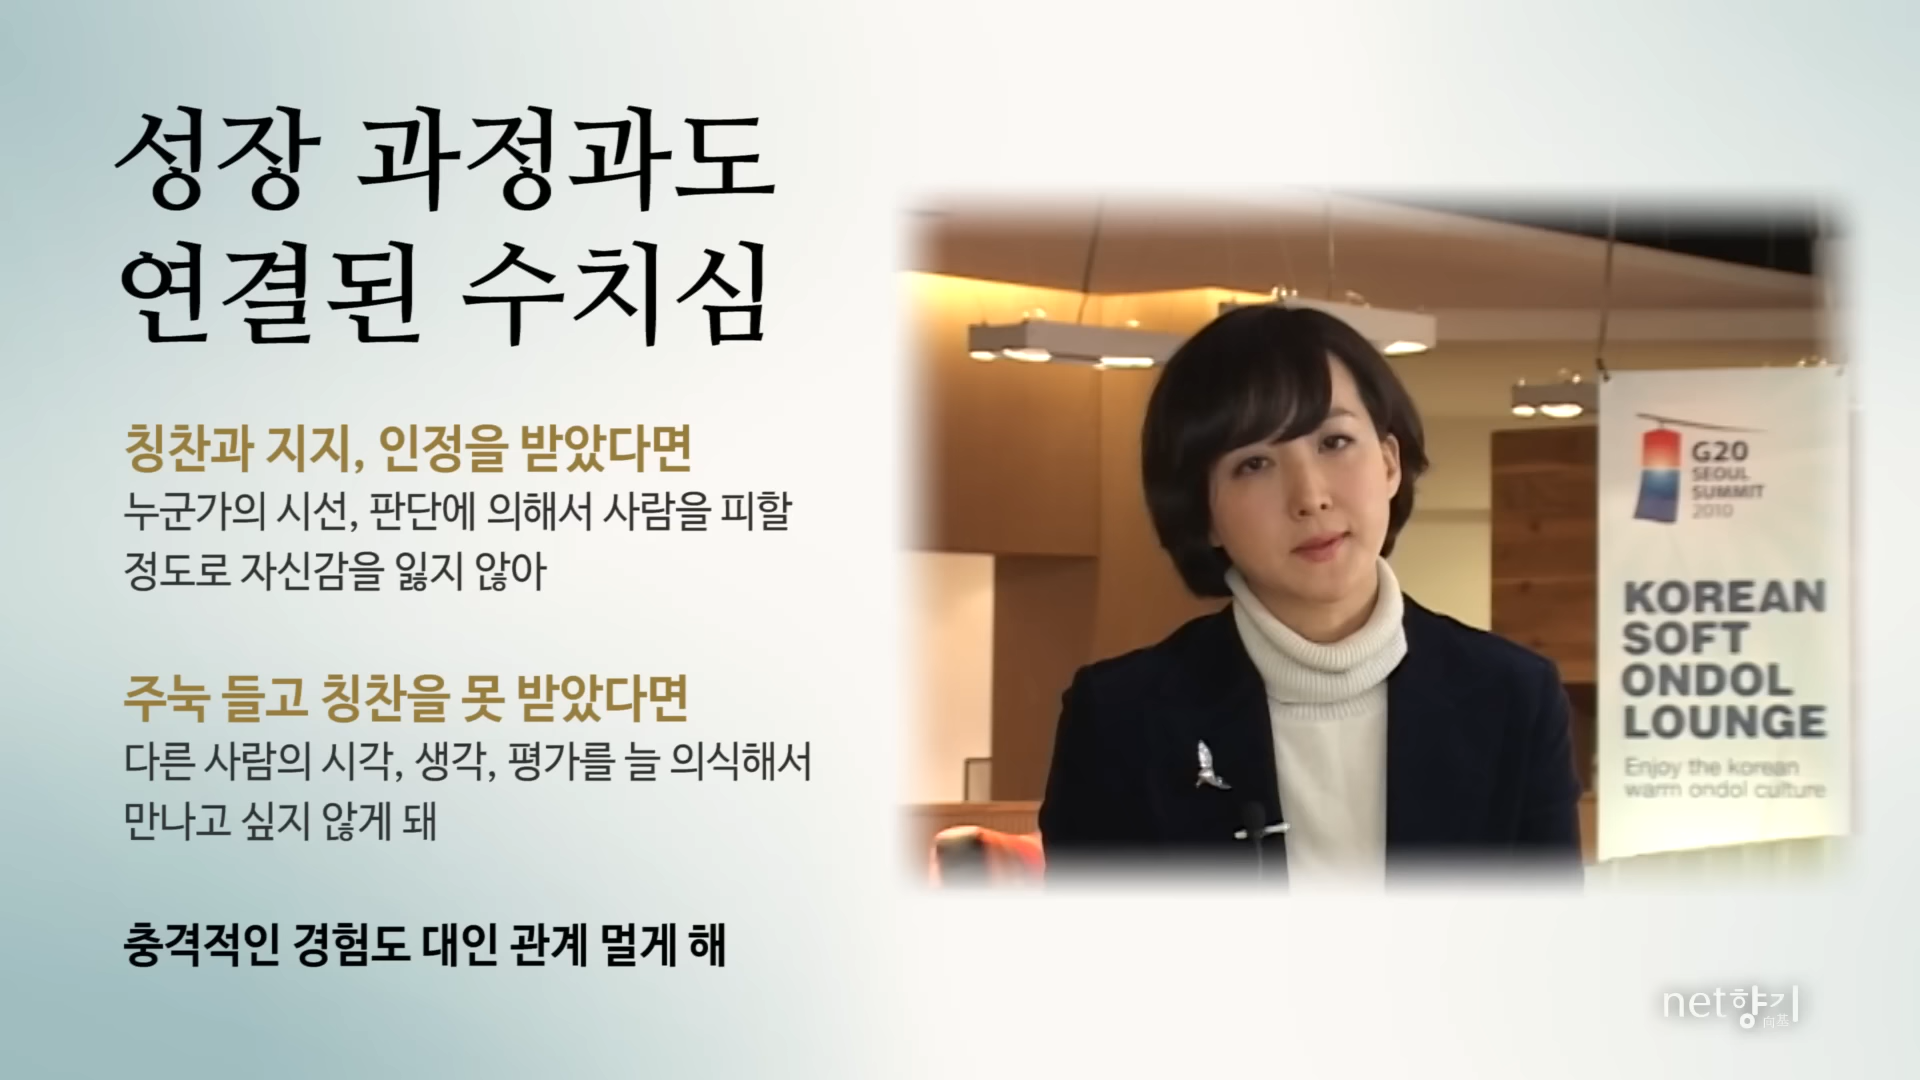 성장 과정과도
연결된 수치심
칭찬과 지지, 인정을 받았다면
누군가의 시선, 판단에 의해서 사람을 피할
정도로 자신감을 잃지 않아
주눅 들고 칭찬을 못 받았다면
다른 사람의 시각, 생각, 평가를 늘 의식해서
만나고 싶지 않게 돼
충격적인 경험도 대인 관계 멀게 해
G20
SEOUL
SUMMIT
2010
KOREAN
SOFT
ONDOL
LOUNGE
Enjoy the korean
warm ondol culture
net향기
向基